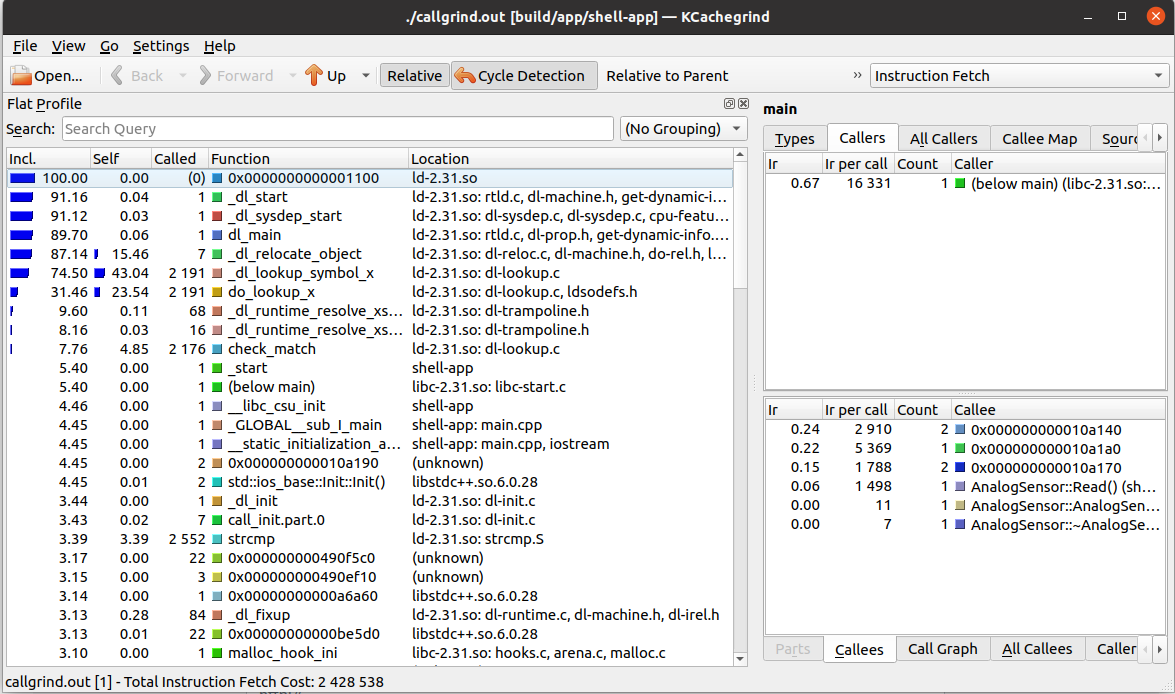 ./callgrind.out [build/app/shell-app] — KCachegrind
File View Go Settings Help
Open... Back Forward Up Relative Cycle Detection Relative to Parent » Instruction Fetch
Flat Profile
Search: Search Query (No Grouping)
Incl. Self Called Function Location
100.00 0.00 (0) 0x0000000000001100 ld-2.31.so
91.16 0.04 1 _dl_start ld-2.31.so: rtld.c, dl-machine.h, get-dynamic-i...
91.12 0.03 1 _dl_sysdep_start ld-2.31.so: dl-sysdep.c, dl-sysdep.c, cpu-featu...
89.70 0.06 1 dl_main ld-2.31.so: rtld.c, dl-prop.h, get-dynamic-info....
87.14 15.46 7 _dl_relocate_object ld-2.31.so: dl-reloc.c, dl-machine.h, do-rel.h, l...
74.50 43.04 2 191 _dl_lookup_symbol_x ld-2.31.so: dl-lookup.c
31.46 23.54 2 191 do_lookup_x ld-2.31.so: dl-lookup.c, ldsodefs.h
9.60 0.11 68 _dl_runtime_resolve_xs... ld-2.31.so: dl-trampoline.h
8.16 0.03 16 _dl_runtime_resolve_xs... ld-2.31.so: dl-trampoline.h
7.76 4.85 2 176 check_match ld-2.31.so: dl-lookup.c
5.40 0.00 1 _start shell-app
5.40 0.00 1 (below main) libc-2.31.so: libc-start.c
4.46 0.00 1 __libc_csu_init shell-app
4.45 0.00 1 _GLOBAL__sub_I_main shell-app: main.cpp
4.45 0.00 1 __static_initialization_a... shell-app: main.cpp, iostream
4.45 0.00 2 0x000000000010a190 (unknown)
4.45 0.01 2 std::ios_base::Init::Init() libstdc++.so.6.0.28
3.44 0.00 1 _dl_init ld-2.31.so: dl-init.c
3.43 0.02 7 call_init.part.0 ld-2.31.so: dl-init.c
3.39 3.39 2 552 strcmp ld-2.31.so: strcmp.S
3.17 0.00 22 0x000000000490f5c0 (unknown)
3.15 0.00 3 0x000000000490ef10 (unknown)
3.14 0.00 1 0x00000000000a6a60 libstdc++.so.6.0.28
3.13 0.28 84 _dl_fixup ld-2.31.so: dl-runtime.c, dl-machine.h, dl-irel.h
3.13 0.01 22 0x00000000000be5d0 libstdc++.so.6.0.28
3.10 0.00 1 malloc_hook_ini libc-2.31.so: hooks.c, arena.c, malloc.c
main
Types Callers All Callers Callee Map Sourc
Ir Ir per call Count Caller
0.67 16 331 1 (below main) (libc-2.31.so:...
Ir Ir per call Count Callee
0.24 2 910 2 0x000000000010a140
0.22 5 369 1 0x000000000010a1a0
0.15 1 788 2 0x000000000010a170
0.06 1 498 1 AnalogSensor::Read() (sh...
0.00 11 1 AnalogSensor::AnalogSen...
0.00 7 1 AnalogSensor::~AnalogSe...
Parts Callees Call Graph All Callees Caller
callgrind.out [1] - Total Instruction Fetch Cost: 2 428 538